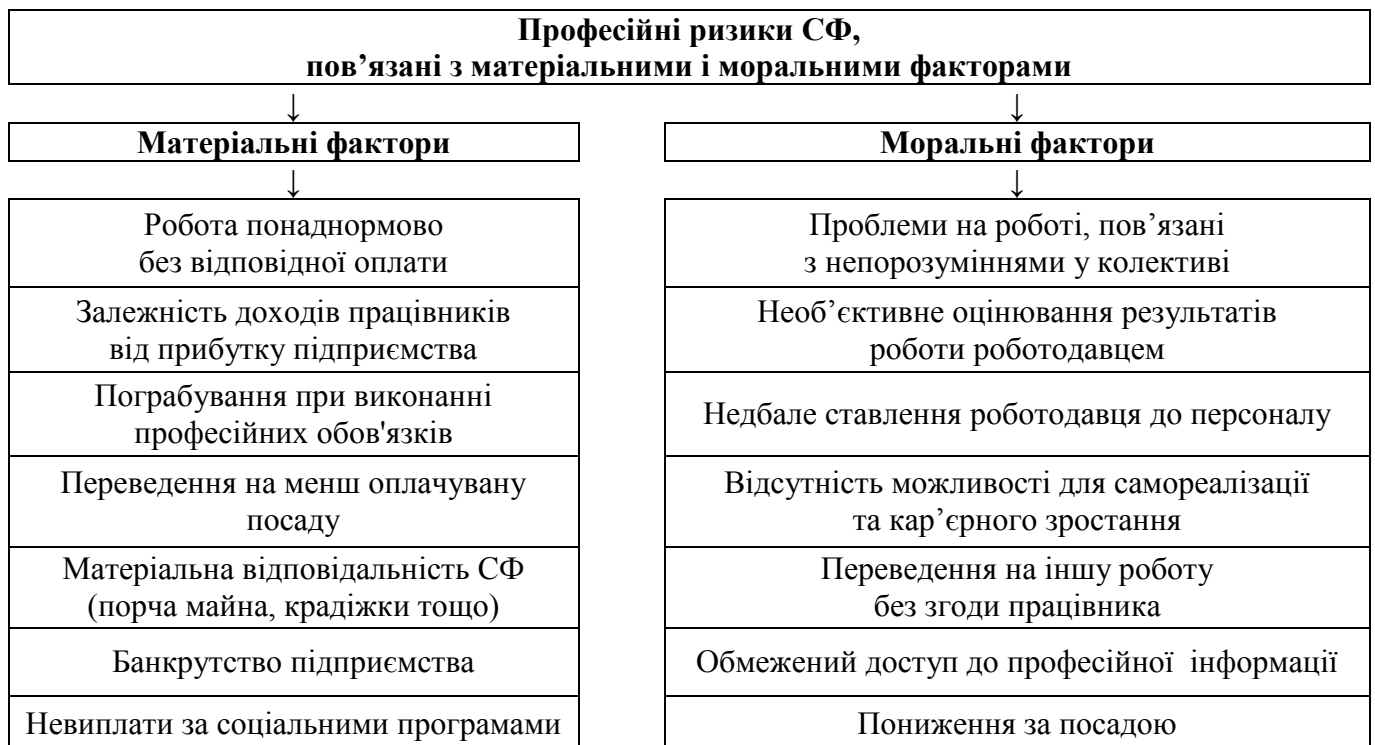 Професійні ризики СФ,
пов’язані з матеріальними і моральними факторами
↓ ↓
Матеріальні фактори
Моральні фактори
↓ ↓
Робота понаднормово
без відповідної оплати
Проблеми на роботі, пов’язані
з непорозуміннями у колективі
Залежність доходів працівників
від прибутку підприємства
Необ’єктивне оцінювання результатів
роботи роботодавцем
Пограбування при виконанні
професійних обов'язків
Недбале ставлення роботодавця до персоналу
Переведення на менш оплачувану
посаду
Відсутність можливості для самореалізації
та кар’єрного зростання
Матеріальна відповідальність СФ
(порча майна, крадіжки тощо)
Переведення на іншу роботу
без згоди працівника
Банкрутство підприємства
Обмежений доступ до професійної інформації
Невиплати за соціальними програмами
Пониження за посадою